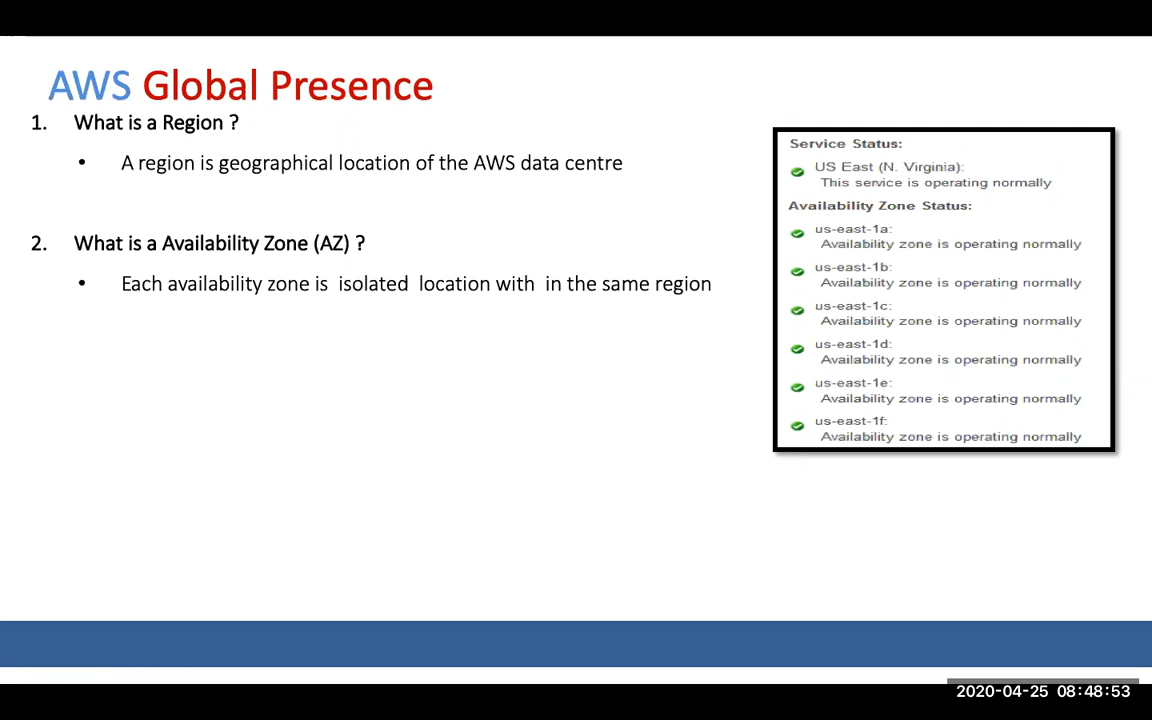 AWS Global Presence
1. What is a Region ?
• A region is geographical location of the AWS data centre
2. What is a Availability Zone (AZ) ?
• Each availability zone is isolated location with in the same region
Service Status:
US East (N. Virginia):
This service is operating normally
Availability Zone Status:
us-east-1a:
Availability zone is operating normally
us-east-1b:
Availability zone is operating normally
us-east-1c:
Availability zone is operating normally
us-east-1d:
Availability zone is operating normally
us-east-1e:
Availability zone is operating normally
us-east-1f:
Availability zone is operating normally
2020-04-25 08:48:53